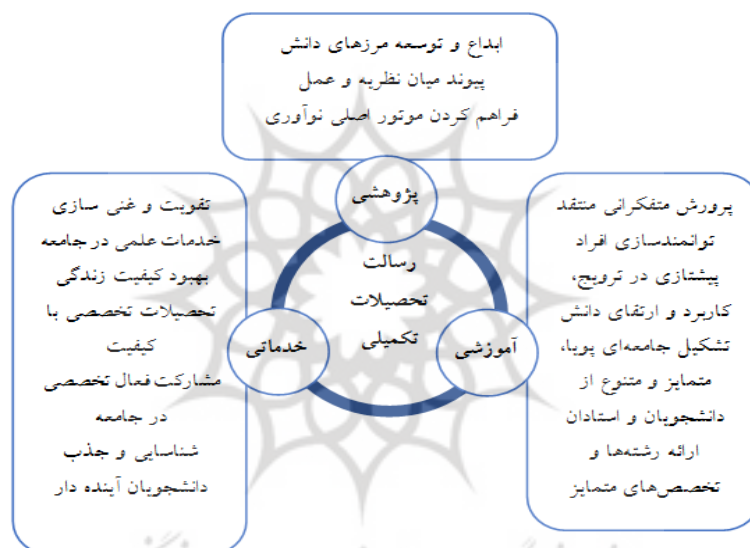 ابداع و توسعه مرزهای دانش
پیوند میان نظریه و عمل
فراهم کردن موتور اصلی نوآوری
پژوهشی
رسالت
تحصیلات
تکمیلی
آموزشی
خدماتی
پرورش متفکرانی منتقد
توانمندسازی افراد
پیشتازی در ترویج،
کاربرد و ارتقای دانش
تشکیل جامعه‌ای پویا،
متمایز و متنوع از
دانشجویان و استادان
ارائه رشته‌ها و
تخصص‌های متمایز
تقویت و غنی سازی
خدمات علمی در جامعه
بهبود کیفیت زندگی
تحصیلات تخصصی با
کیفیت
مشارکت فعال تخصصی
در جامعه
شناسایی و جذب
دانشجویان آینده دار